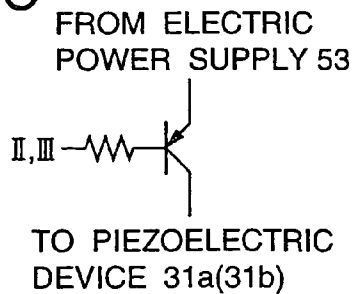 FROM ELECTRIC
POWER SUPPLY 53
II,III
TO PIEZOELECTRIC
DEVICE 31a(31b)